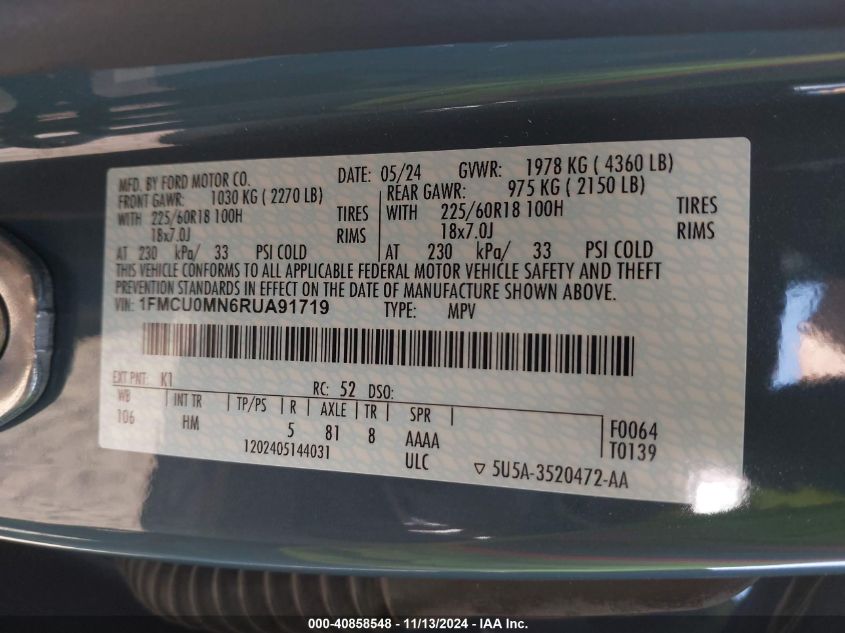 MFD. BY FORD MOTOR CO. DATE: 05/24 GVWR: 1978 KG ( 4360 LB)
FRONT GAWR: 1030 KG ( 2270 LB) REAR GAWR: 975 KG ( 2150 LB)
WITH 225/60R18 100H TIRES WITH 225/60R18 100H TIRES
18x7.0J RIMS 18x7.0J RIMS
AT 230 kPa/ 33 PSI COLD AT 230 kPa/ 33 PSI COLD
THIS VEHICLE CONFORMS TO ALL APPLICABLE FEDERAL MOTOR VEHICLE SAFETY AND THEFT
PREVENTION STANDARDS IN EFFECT ON THE DATE OF MANUFACTURE SHOWN ABOVE.
VIN: 1FMCU0MN6RUA91719 TYPE: MPV
EXT PNT: K1 RC: 52 DSO:
WB INT TR TP/PS R AXLE TR SPR
106 HM 5 81 8 AAAA F0064
120240514031 ULC T0139
▽ 5U5A-3520472-AA
000-40858548 - 11/13/2024 - IAA Inc.